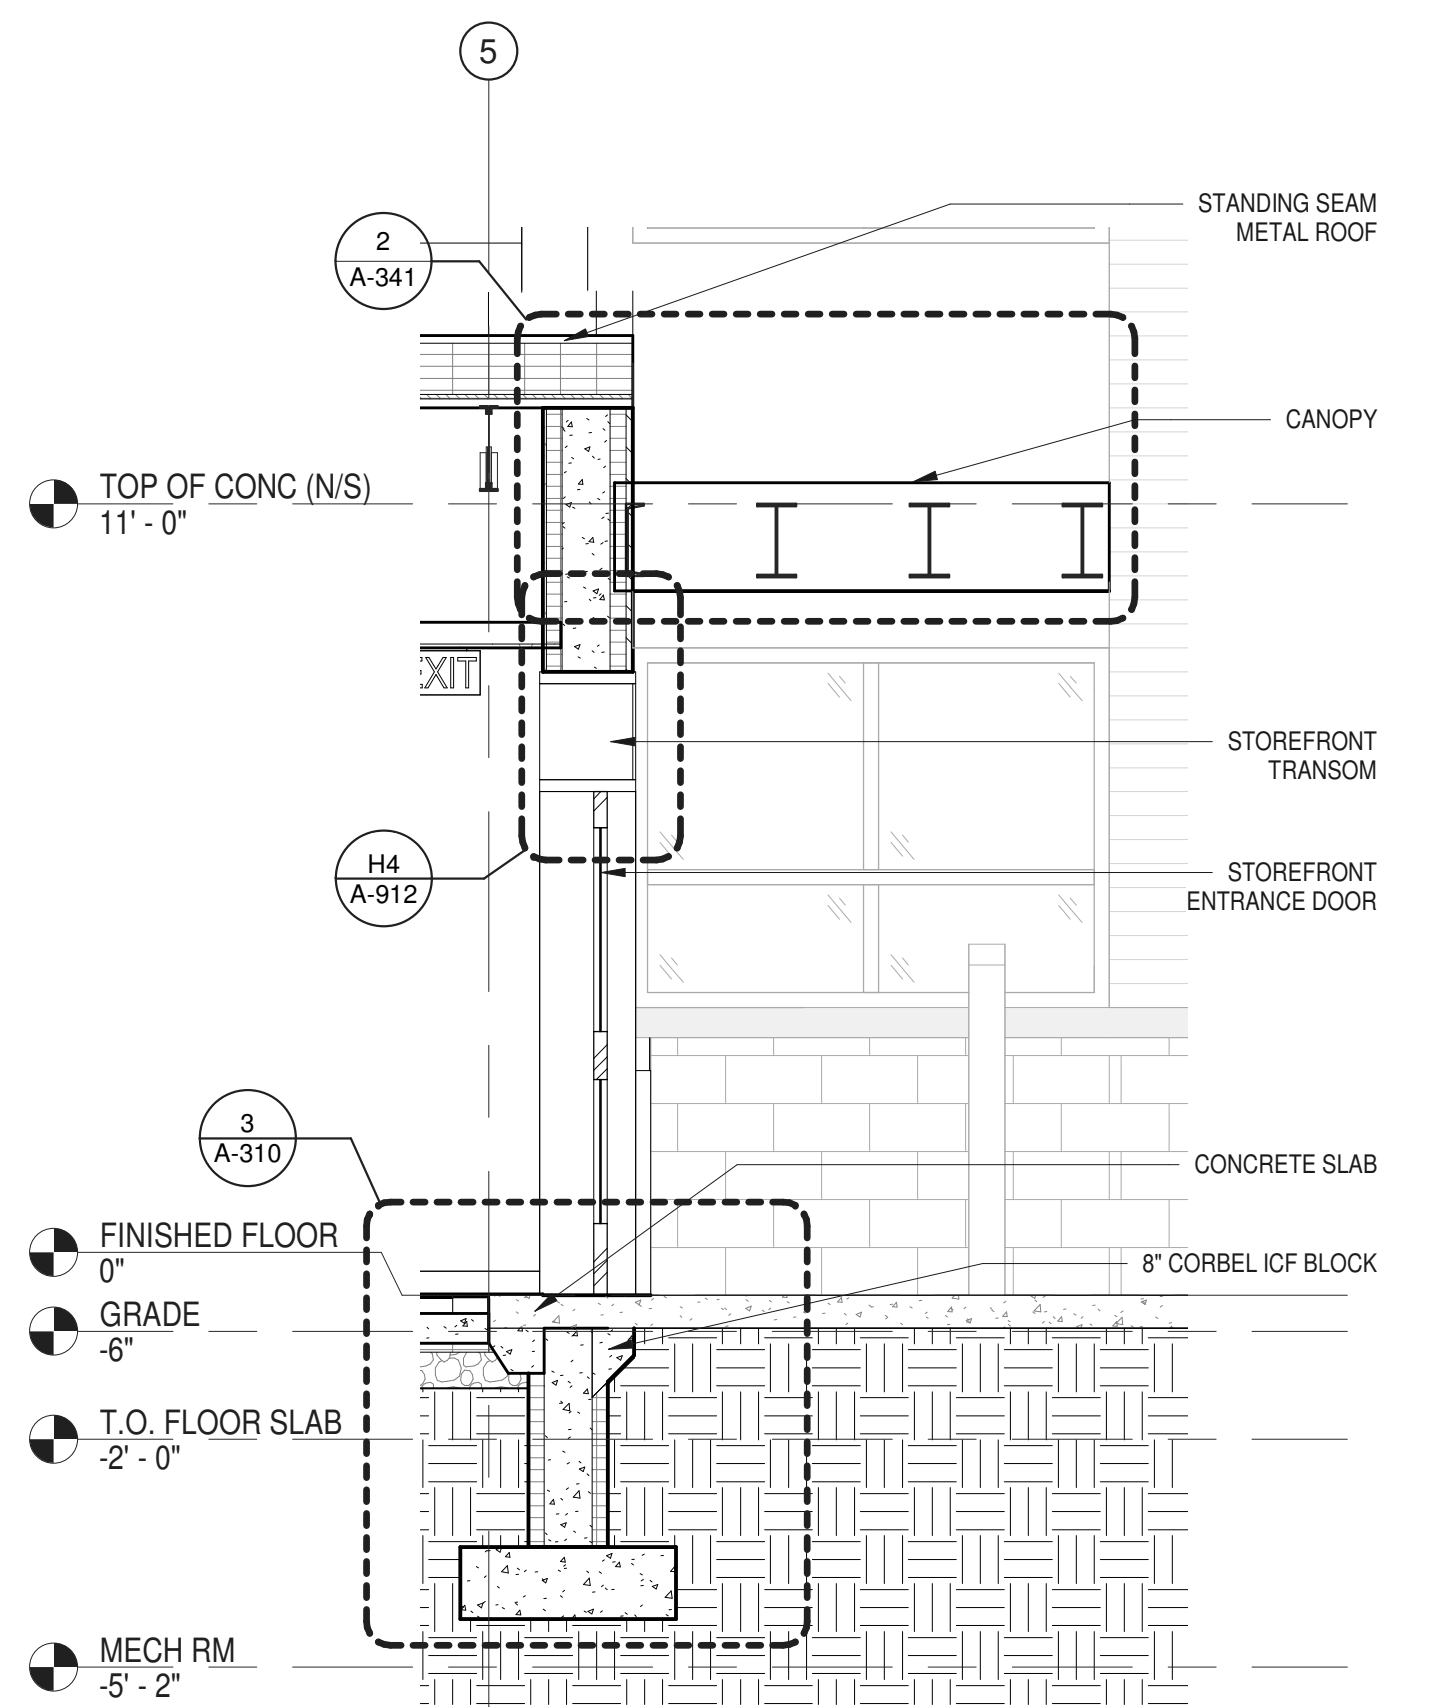 5
STANDING SEAM
METAL ROOF
2
A-341
CANOPY
TOP OF CONC (N/S)
11' - 0"
EXIT
STOREFRONT
TRANSOM
H4
A-912
STOREFRONT
ENTRANCE DOOR
3
A-310
CONCRETE SLAB
FINISHED FLOOR
0"
8" CORBEL ICF BLOCK
GRADE
-6"
T.O. FLOOR SLAB
-2' - 0"
MECH RM
-5' - 2"